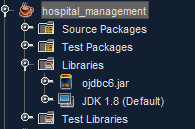 hospital_management
Source Packages
Test Packages
Libraries
ojdbc6.jar
JDK 1.8 (Default)
Test Libraries